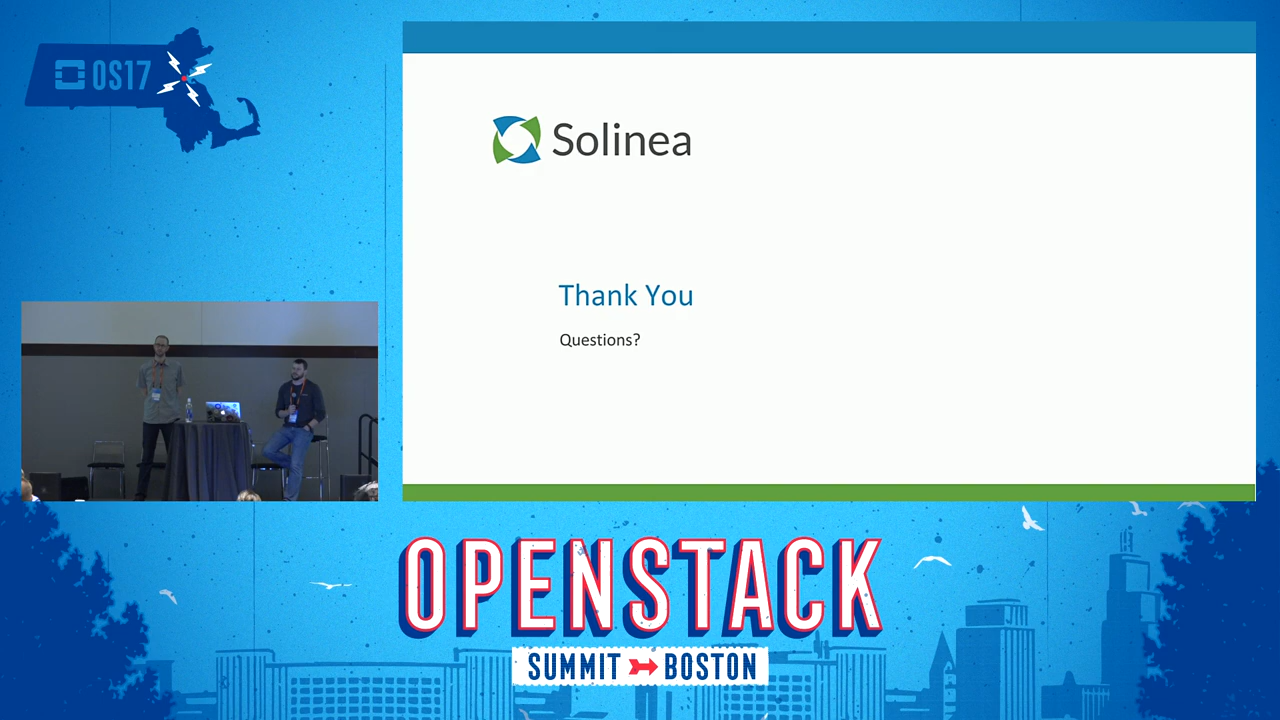 OS17
Solinea
Thank You
Questions?
OPENSTACK
SUMMIT BOSTON